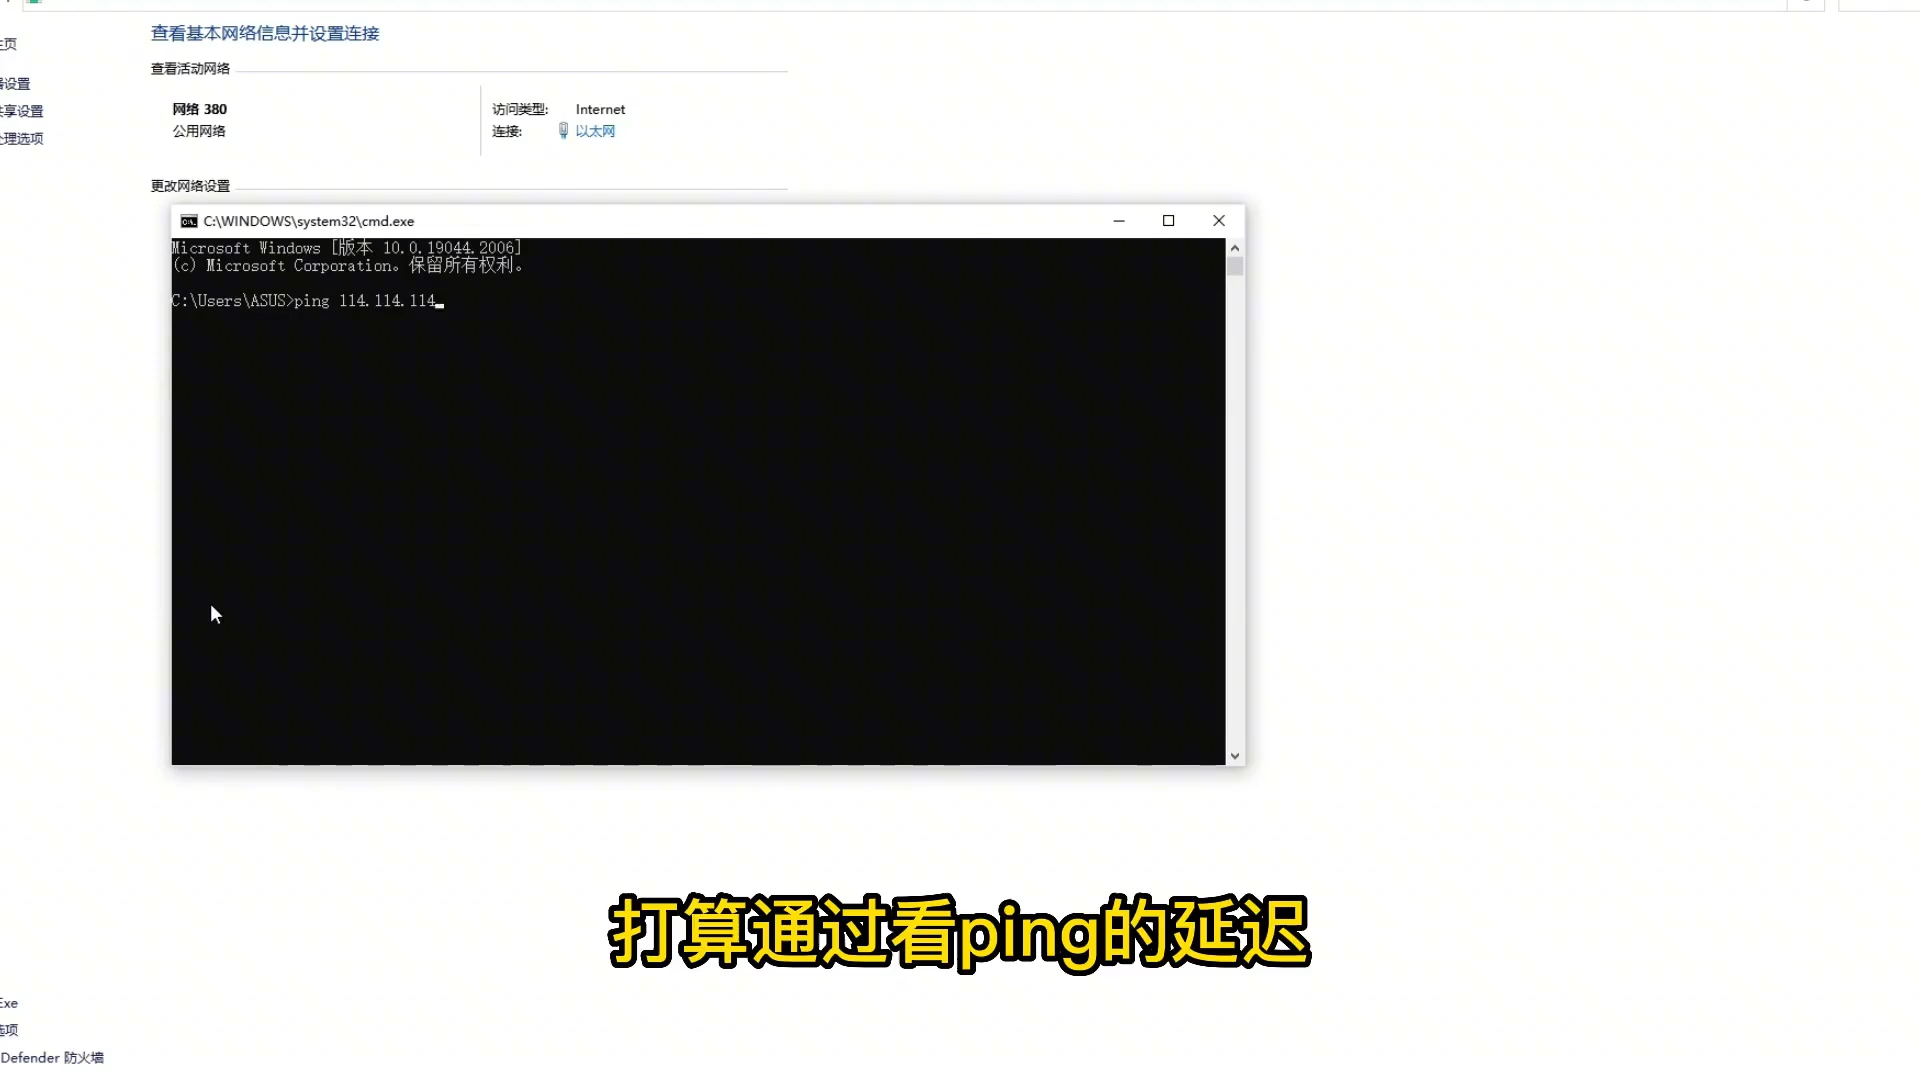 查看基本网络信息并设置连接
主页
查看活动网络
器设置
网络 380
访问类型: Internet
共享设置
公用网络
连接: 以太网
处理选项
更改网络设置
C:\WINDOWS\system32\cmd.exe
Microsoft Windows [版本 10.0.19044.2006]
(c) Microsoft Corporation。保留所有权利。
C:\Users\ASUS>ping 114.114.114
打算通过看ping的延迟
Exe
选项
Defender 防火墙